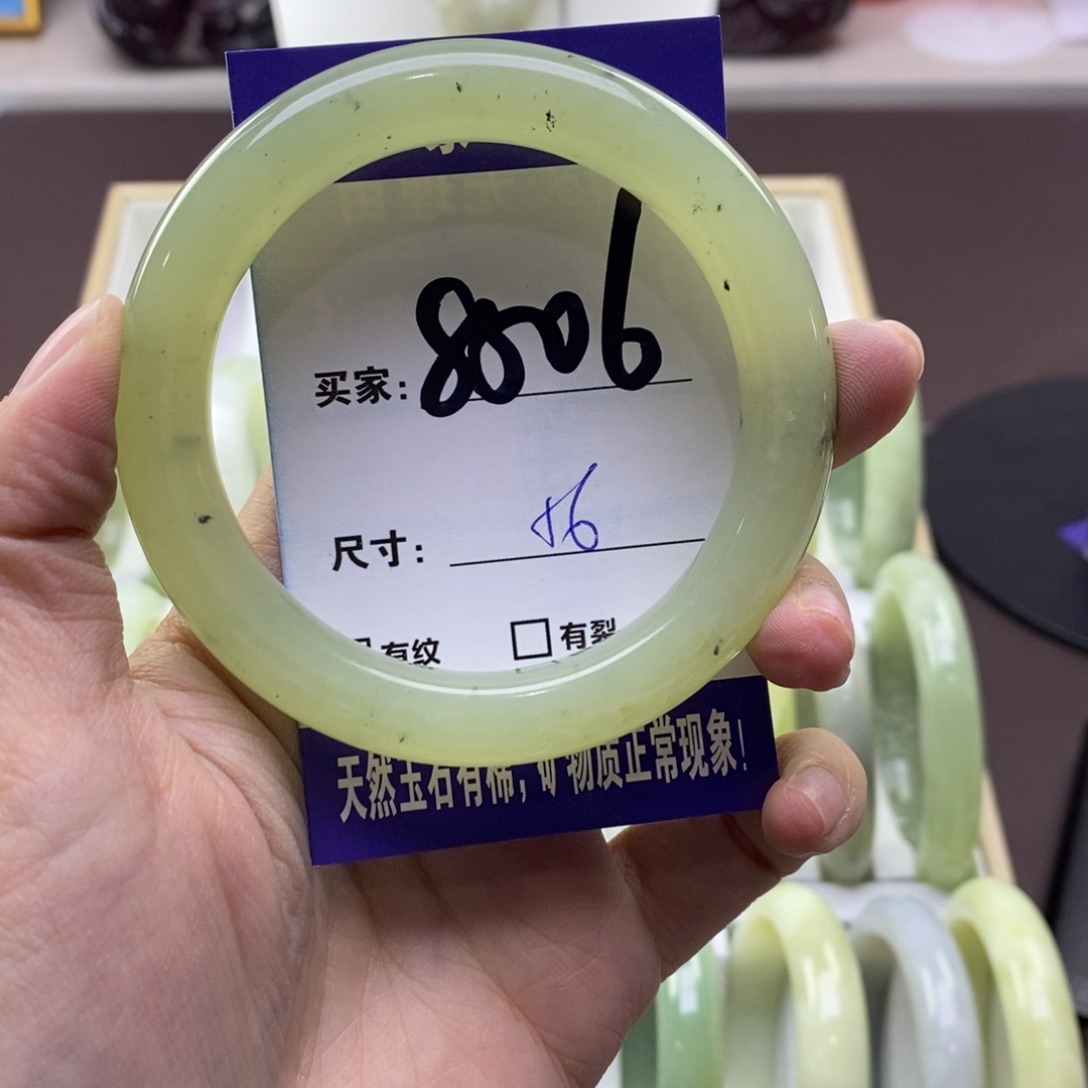 买家: 8806
尺寸: 56
有纹 □有裂
天然玉石有棉,矿物质正常现象!